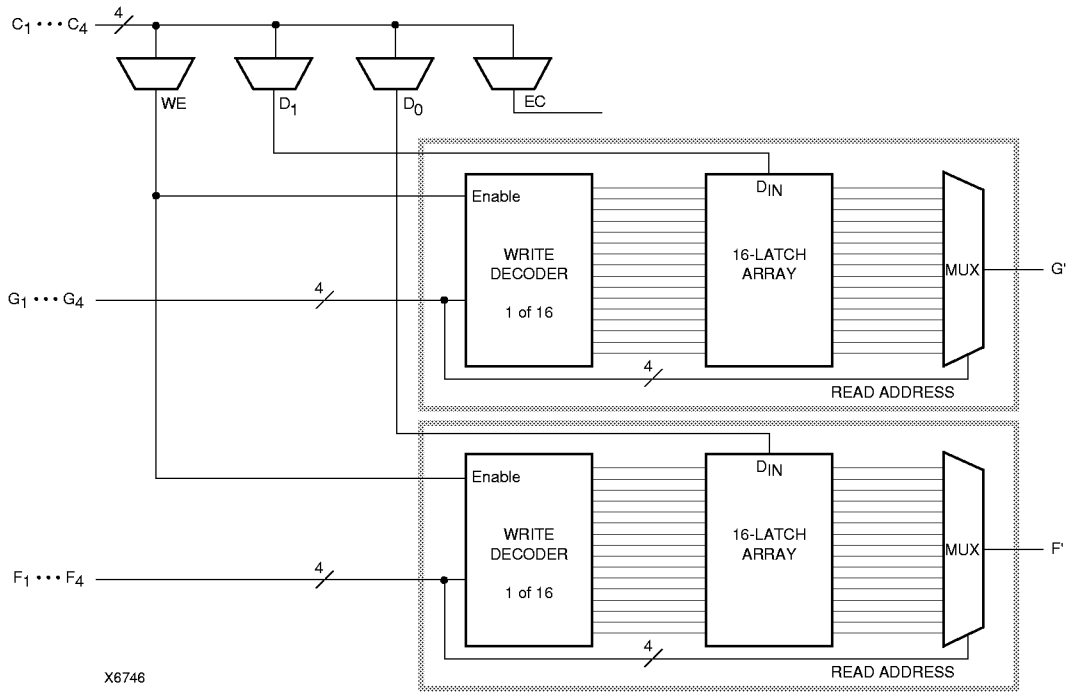 C1 ••• C4
4
WE
D1
D0
EC
Enable
WRITE
DECODER
1 of 16
DIN
16-LATCH
ARRAY
MUX
G'
G1 ••• G4
4
4
READ ADDRESS
Enable
WRITE
DECODER
1 of 16
DIN
16-LATCH
ARRAY
MUX
F'
F1 ••• F4
4
4
READ ADDRESS
X6746